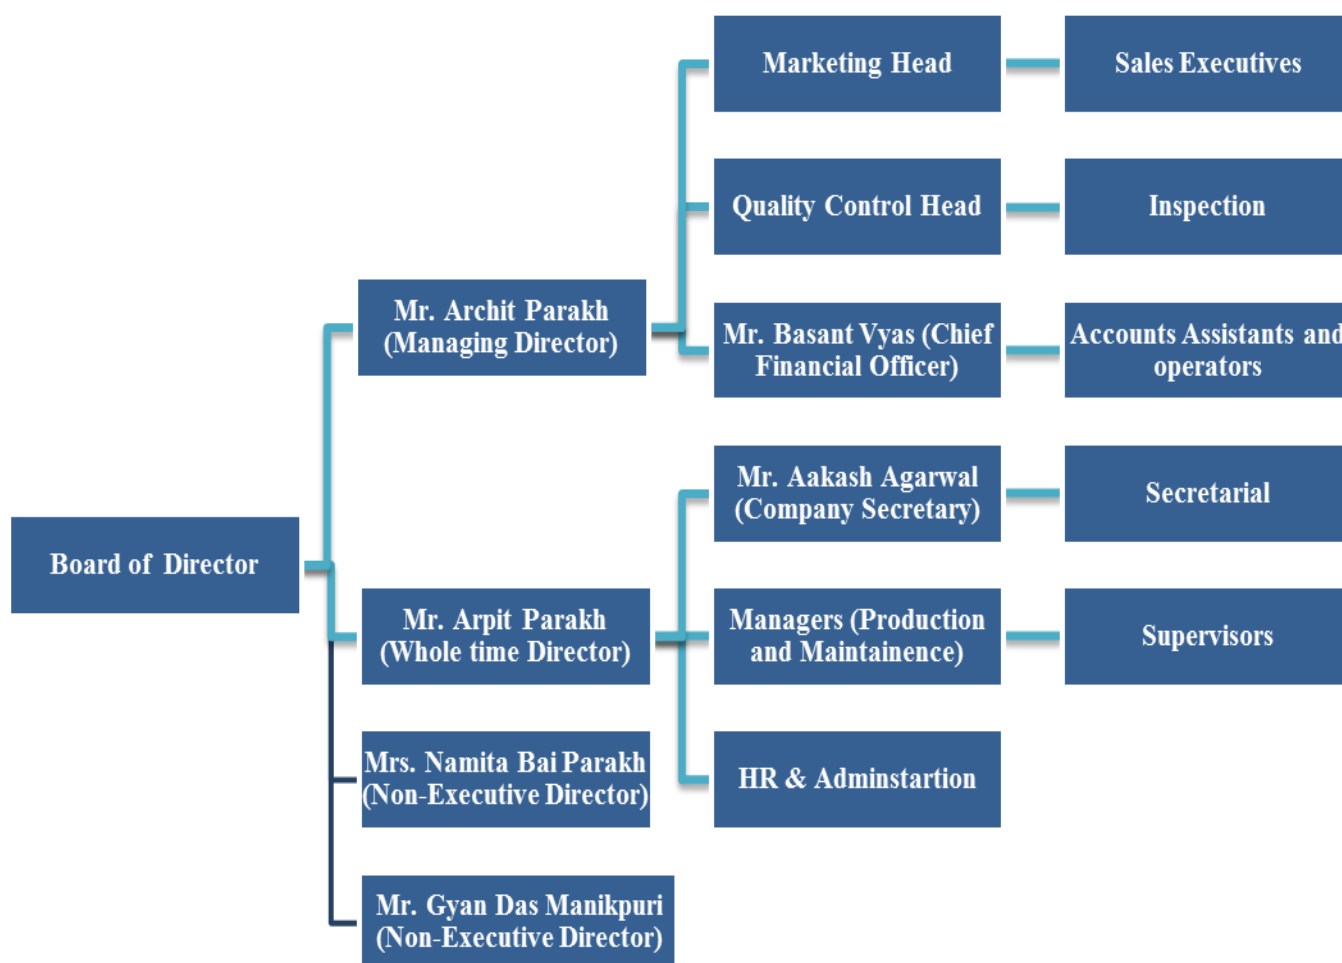 Marketing Head
Sales Executives
Quality Control Head
Inspection
Mr. Archit Parakh
(Managing Director)
Mr. Basant Vyas (Chief
Financial Officer)
Accounts Assistants and
operators
Mr. Aakash Agarwal
(Company Secretary)
Secretarial
Board of Director
Mr. Arpit Parakh
(Whole time Director)
Managers (Production
and Maintainence)
Supervisors
Mrs. Namita Bai Parakh
(Non-Executive Director)
HR & Adminstartion
Mr. Gyan Das Manikpuri
(Non-Executive Director)